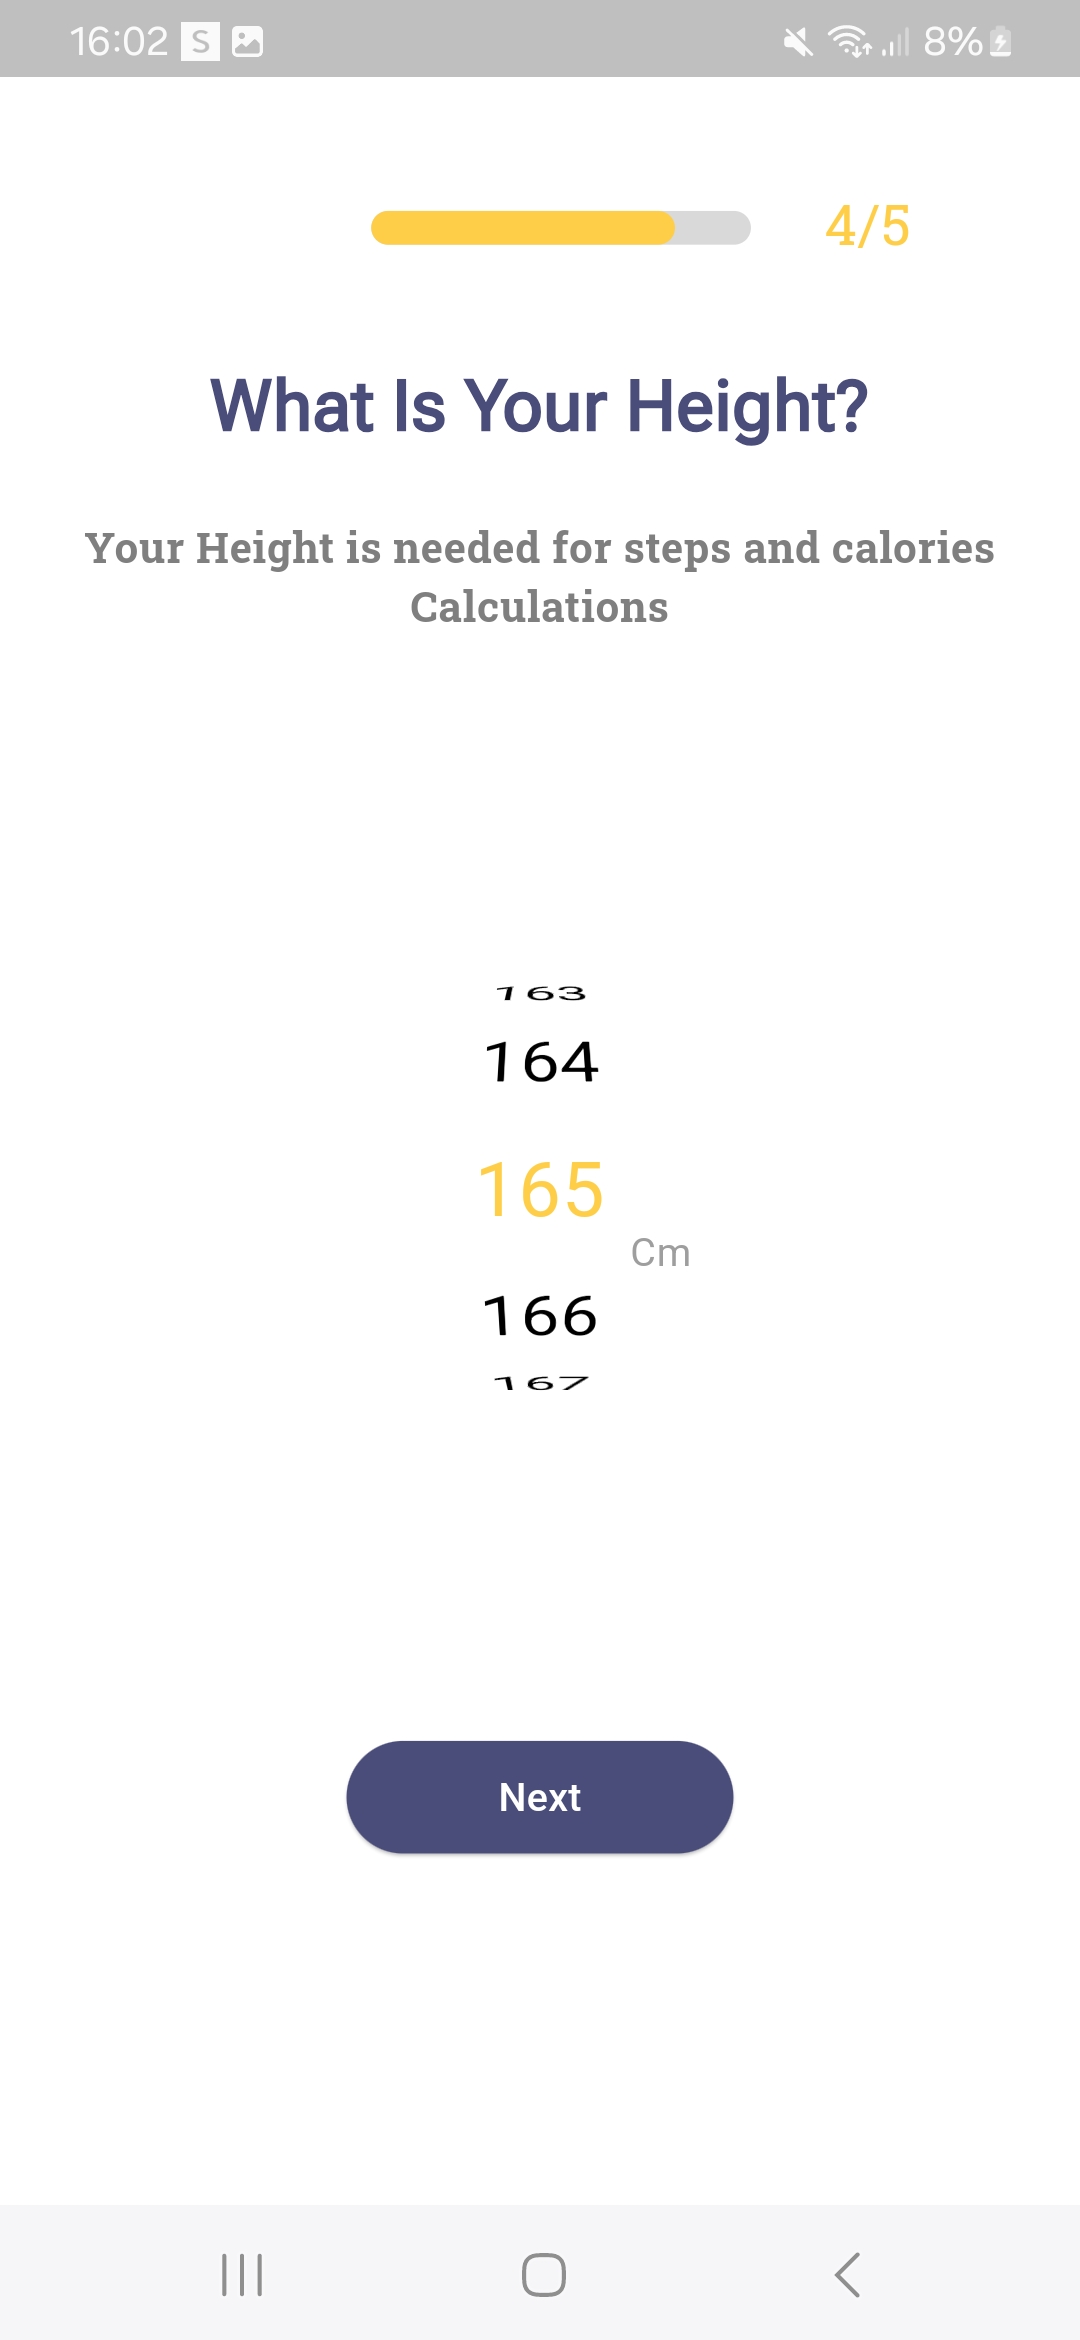 16:02 S 8%
4/5
What Is Your Height?
Your Height is needed for steps and calories
Calculations
163
164
165
Cm
166
167
Next